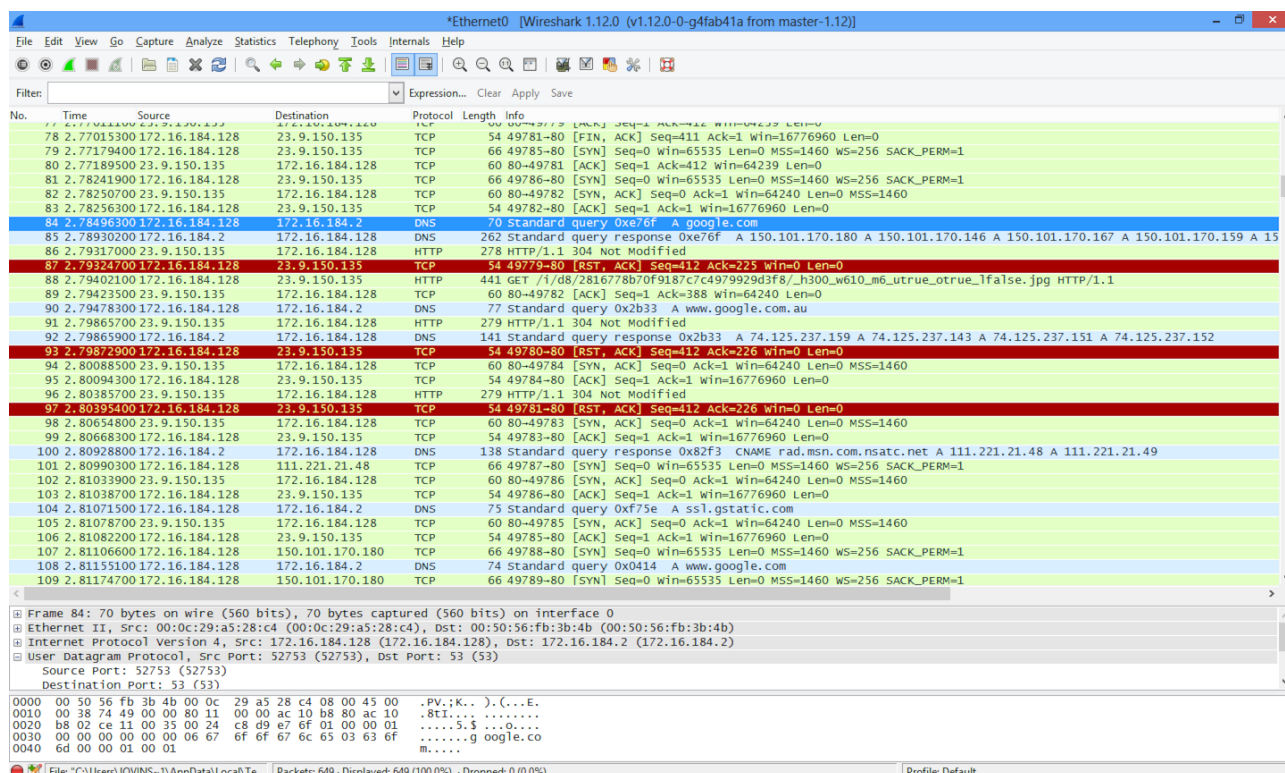 *Ethernet0 [Wireshark 1.12.0 (v1.12.0-0-g4fab41a from master-1.12)]
File Edit View Go Capture Analyze Statistics Telephony Tools Internals Help
Filter: Expression... Clear Apply Save
No. Time Source Destination Protocol Length Info
78 2.77015300 172.16.184.128 23.9.150.135 TCP 54 49781→80 [FIN, ACK] Seq=411 Ack=1 Win=16776960 Len=0
79 2.77179400 172.16.184.128 23.9.150.135 TCP 66 49785→80 [SYN] Seq=0 Win=65535 Len=0 MSS=1460 WS=256 SACK_PERM=1
80 2.77189500 23.9.150.135 172.16.184.128 TCP 60 80→49781 [ACK] Seq=1 Ack=412 Win=64239 Len=0
81 2.78241900 172.16.184.128 23.9.150.135 TCP 66 49786→80 [SYN] Seq=0 Win=65535 Len=0 MSS=1460 WS=256 SACK_PERM=1
82 2.78250700 23.9.150.135 172.16.184.128 TCP 60 80→49782 [SYN, ACK] Seq=0 Ack=1 Win=64240 Len=0 MSS=1460
83 2.78256300 172.16.184.128 23.9.150.135 TCP 54 49782→80 [ACK] Seq=1 Ack=1 Win=16776960 Len=0
84 2.78496300 172.16.184.128 172.16.184.2 DNS 70 Standard query 0xe76f A google.com
85 2.78930200 172.16.184.2 172.16.184.128 DNS 262 Standard query response 0xe76f A 150.101.170.180 A 150.101.170.146 A 150.101.170.167 A 150.101.170.159 A 15
86 2.79317000 23.9.150.135 172.16.184.128 HTTP 278 HTTP/1.1 304 Not Modified
87 2.79324700 172.16.184.128 23.9.150.135 TCP 54 49779→80 [RST, ACK] Seq=412 Ack=225 Win=0 Len=0
88 2.79402100 172.16.184.128 23.9.150.135 HTTP 441 GET /i/d8/2816778b70f9187c7c4979929d3f8/_h300_w610_m6_utrue_otrue_lfalse.jpg HTTP/1.1
89 2.79423500 23.9.150.135 172.16.184.128 TCP 60 80→49782 [ACK] Seq=1 Ack=388 Win=64240 Len=0
90 2.79478300 172.16.184.128 172.16.184.2 DNS 77 Standard query 0x2b33 A www.google.com.au
91 2.79865700 23.9.150.135 172.16.184.128 HTTP 279 HTTP/1.1 304 Not Modified
92 2.79865900 172.16.184.2 172.16.184.128 DNS 141 Standard query response 0x2b33 A 74.125.237.159 A 74.125.237.143 A 74.125.237.151 A 74.125.237.152
93 2.79872900 172.16.184.128 23.9.150.135 TCP 54 49780→80 [RST, ACK] Seq=412 Ack=226 Win=0 Len=0
94 2.80088500 23.9.150.135 172.16.184.128 TCP 60 80→49784 [SYN, ACK] Seq=0 Ack=1 Win=64240 Len=0 MSS=1460
95 2.80094300 172.16.184.128 23.9.150.135 TCP 54 49784→80 [ACK] Seq=1 Ack=1 Win=16776960 Len=0
96 2.80385700 23.9.150.135 172.16.184.128 HTTP 279 HTTP/1.1 304 Not Modified
97 2.80395400 172.16.184.128 23.9.150.135 TCP 54 49781→80 [RST, ACK] Seq=412 Ack=226 Win=0 Len=0
98 2.80654800 23.9.150.135 172.16.184.128 TCP 60 80→49783 [SYN, ACK] Seq=0 Ack=1 Win=64240 Len=0 MSS=1460
99 2.80668300 172.16.184.128 23.9.150.135 TCP 54 49783→80 [ACK] Seq=1 Ack=1 Win=16776960 Len=0
100 2.80928800 172.16.184.2 172.16.184.128 DNS 138 Standard query response 0x82f3 CNAME rad.msn.com.nsatc.net A 111.221.21.48 A 111.221.21.49
101 2.80990300 172.16.184.128 111.221.21.48 TCP 66 49787→80 [SYN] Seq=0 Win=65535 Len=0 MSS=1460 WS=256 SACK_PERM=1
102 2.81033900 23.9.150.135 172.16.184.128 TCP 60 80→49786 [SYN, ACK] Seq=0 Ack=1 Win=64240 Len=0 MSS=1460
103 2.81038700 172.16.184.128 23.9.150.135 TCP 54 49786→80 [ACK] Seq=1 Ack=1 Win=16776960 Len=0
104 2.81071500 172.16.184.128 172.16.184.2 DNS 75 Standard query 0xf75e A ssl.gstatic.com
105 2.81078700 23.9.150.135 172.16.184.128 TCP 60 80→49785 [SYN, ACK] Seq=0 Ack=1 Win=64240 Len=0 MSS=1460
106 2.81082200 172.16.184.128 23.9.150.135 TCP 54 49785→80 [ACK] Seq=1 Ack=1 Win=16776960 Len=0
107 2.81106600 172.16.184.128 150.101.170.180 TCP 66 49788→80 [SYN] Seq=0 Win=65535 Len=0 MSS=1460 WS=256 SACK_PERM=1
108 2.81155100 172.16.184.128 172.16.184.2 DNS 74 Standard query 0x0414 A www.google.com
109 2.81174700 172.16.184.128 150.101.170.180 TCP 66 49789→80 [SYN] Seq=0 Win=65535 Len=0 MSS=1460 WS=256 SACK_PERM=1
Frame 84: 70 bytes on wire (560 bits), 70 bytes captured (560 bits) on interface 0
Ethernet II, Src: 00:0c:29:a5:28:c4 (00:0c:29:a5:28:c4), Dst: 00:50:56:fb:3b:4b (00:50:56:fb:3b:4b)
Internet Protocol Version 4, Src: 172.16.184.128 (172.16.184.128), Dst: 172.16.184.2 (172.16.184.2)
User Datagram Protocol, Src Port: 52753 (52753), Dst Port: 53 (53)
Source Port: 52753 (52753)
Destination Port: 53 (53)
0000 00 50 56 fb 3b 4b 00 0c 29 a5 28 c4 08 00 45 00 .PV.;K.. ).(...E.
0010 00 38 74 49 00 00 80 11 00 00 ac 10 b8 80 ac 10 .8tI.... ........
0020 b8 02 ce 11 00 35 00 24 c8 d9 e7 6f 01 00 00 01 .....5.$ ...o....
0030 00 00 00 00 00 00 06 67 6f 6f 67 6c 65 03 63 6f .......g oogle.co
0040 6d 00 00 01 00 01 m.....
File: "C:\Users\JOVINS~1\AppData\Local\Te... Packets: 649 · Displayed: 649 (100.0%) · Dropped: 0 (0.0%) Profile: Default